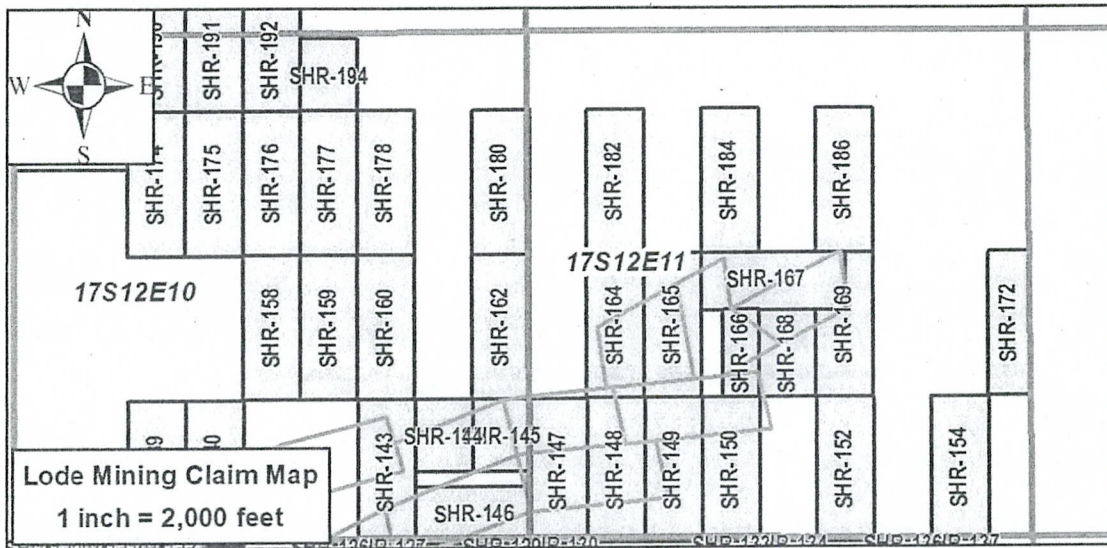 N
W E
S
SHR-191
SHR-192
SHR-194
SHR-175
SHR-176
SHR-177
SHR-178
SHR-180
SHR-182
SHR-184
SHR-186
17S12E10
17S12E11
SHR-158
SHR-159
SHR-160
SHR-162
SHR-164
SHR-165
SHR-167
SHR-166
SHR-168
SHR-169
SHR-172
SHR-143
SHR-144
SHR-146
SHR-147
SHR-148
SHR-149
SHR-150
SHR-152
SHR-154
Lode Mining Claim Map
1 inch = 2,000 feet